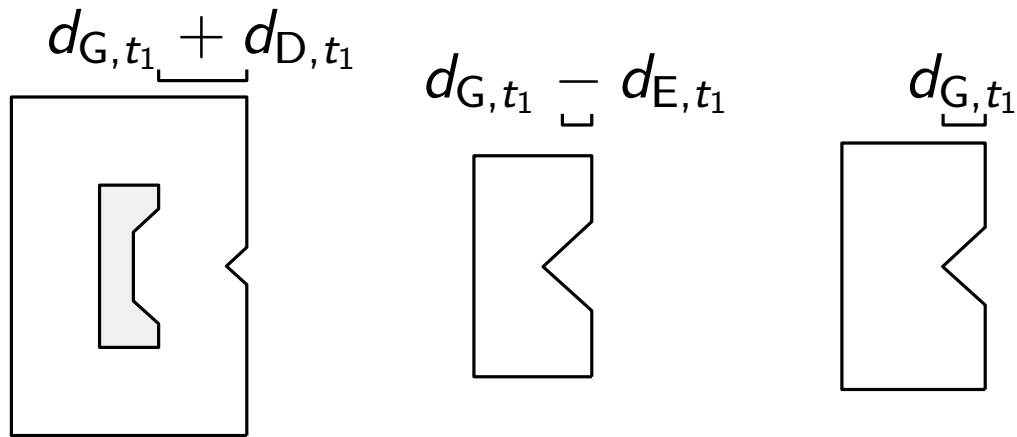 d_{G,t_1} + d_{D,t_1}
d_{G,t_1} − d_{E,t_1}
d_{G,t_1}